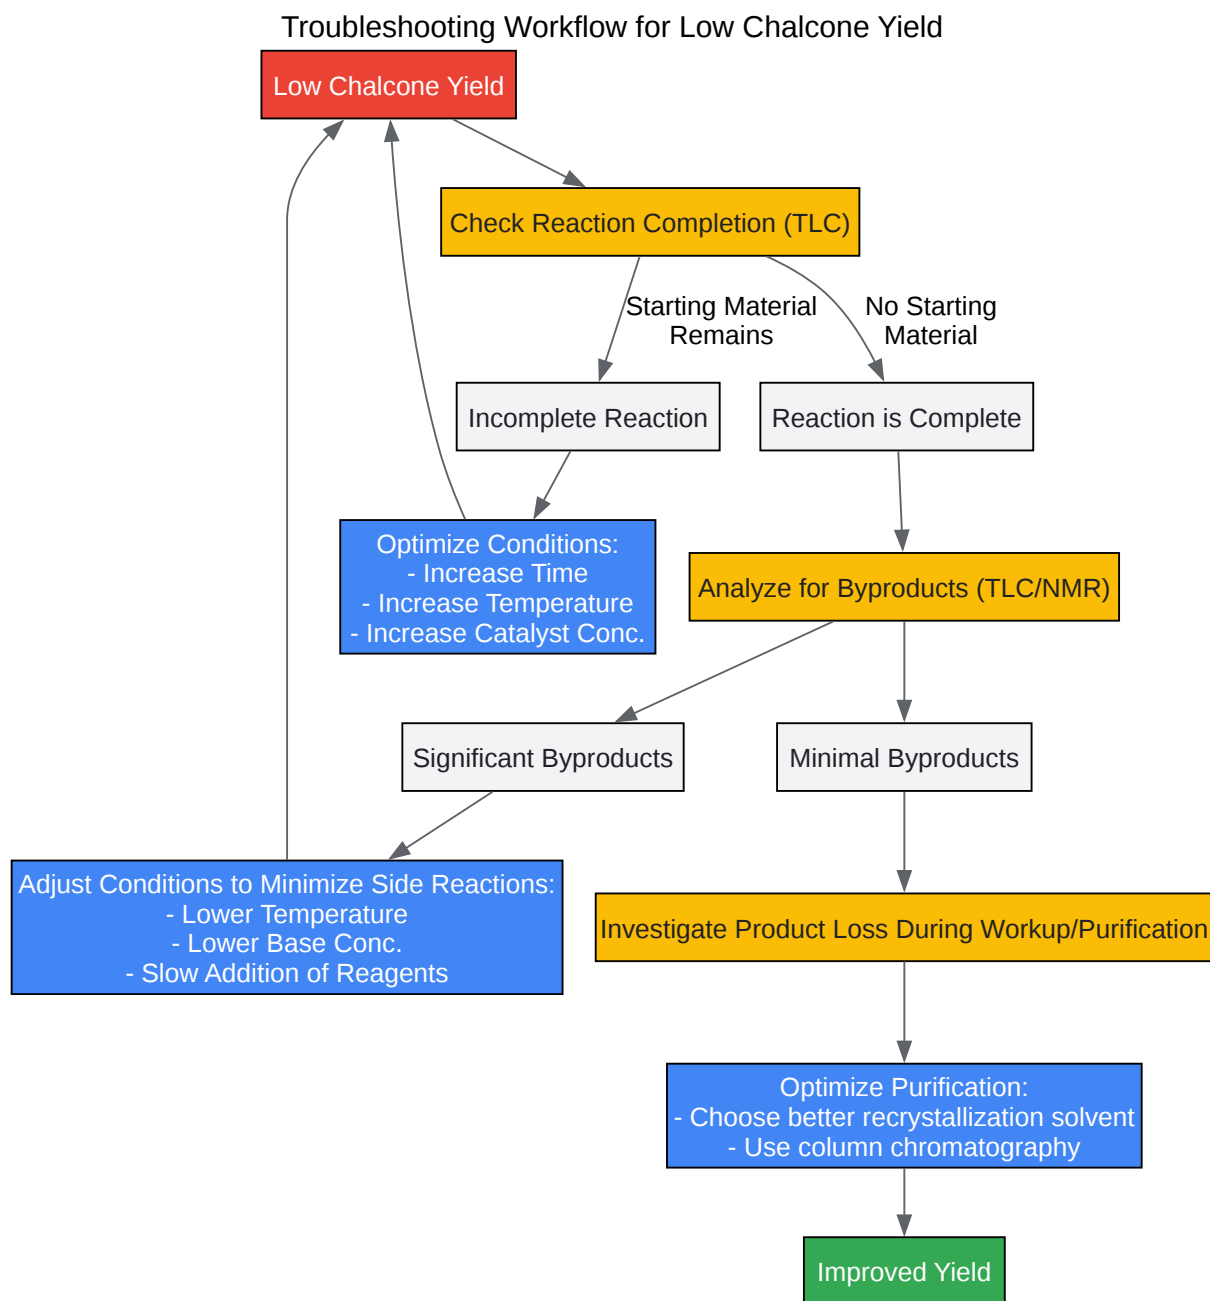 Troubleshooting Workflow for Low Chalcone Yield
Low Chalcone Yield
Check Reaction Completion (TLC)
Starting Material
Remains
No Starting
Material
Incomplete Reaction
Reaction is Complete
Optimize Conditions:
- Increase Time
- Increase Temperature
- Increase Catalyst Conc.
Analyze for Byproducts (TLC/NMR)
Significant Byproducts
Minimal Byproducts
Adjust Conditions to Minimize Side Reactions:
- Lower Temperature
- Lower Base Conc.
- Slow Addition of Reagents
Investigate Product Loss During Workup/Purification
Optimize Purification:
- Choose better recrystallization solvent
- Use column chromatography
Improved Yield